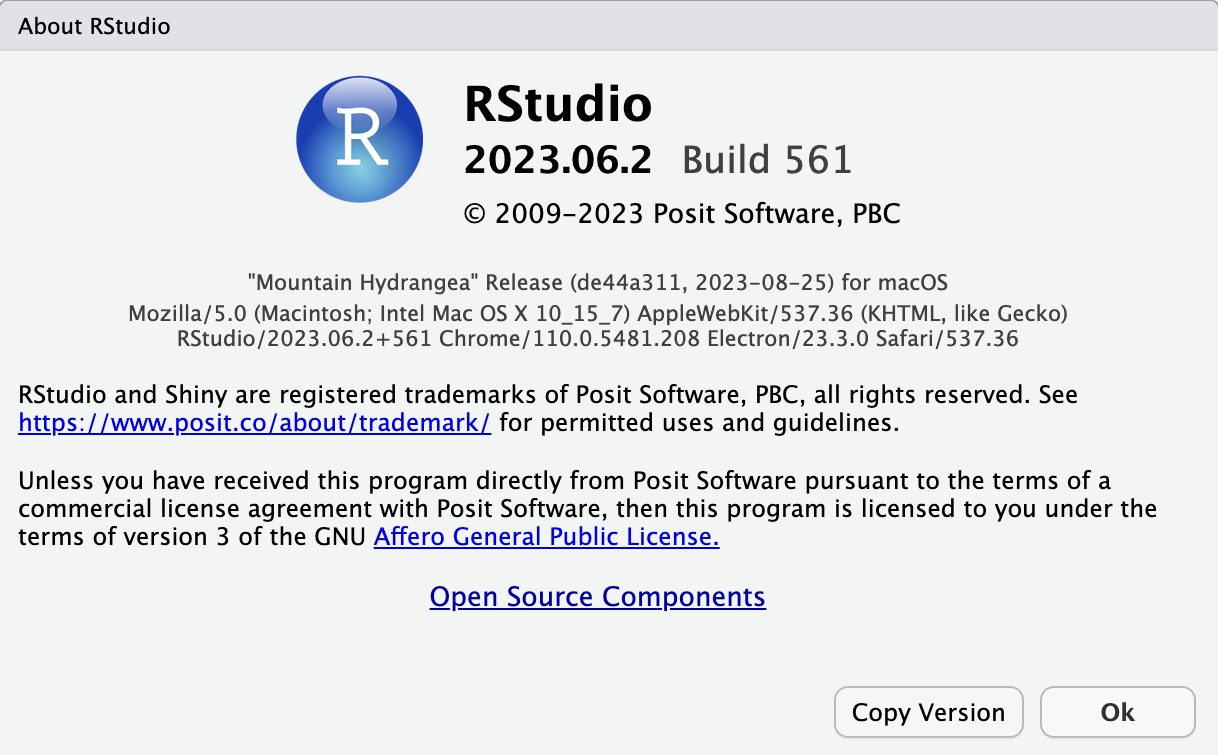 About RStudio
R
RStudio
2023.06.2 Build 561
© 2009-2023 Posit Software, PBC
"Mountain Hydrangea" Release (de44a311, 2023-08-25) for macOS
Mozilla/5.0 (Macintosh; Intel Mac OS X 10_15_7) AppleWebKit/537.36 (KHTML, like Gecko)
RStudio/2023.06.2+561 Chrome/110.0.5481.208 Electron/23.3.0 Safari/537.36
RStudio and Shiny are registered trademarks of Posit Software, PBC, all rights reserved. See
https://www.posit.co/about/trademark/ for permitted uses and guidelines.
Unless you have received this program directly from Posit Software pursuant to the terms of a
commercial license agreement with Posit Software, then this program is licensed to you under the
terms of version 3 of the GNU Affero General Public License.
Open Source Components
Copy Version Ok